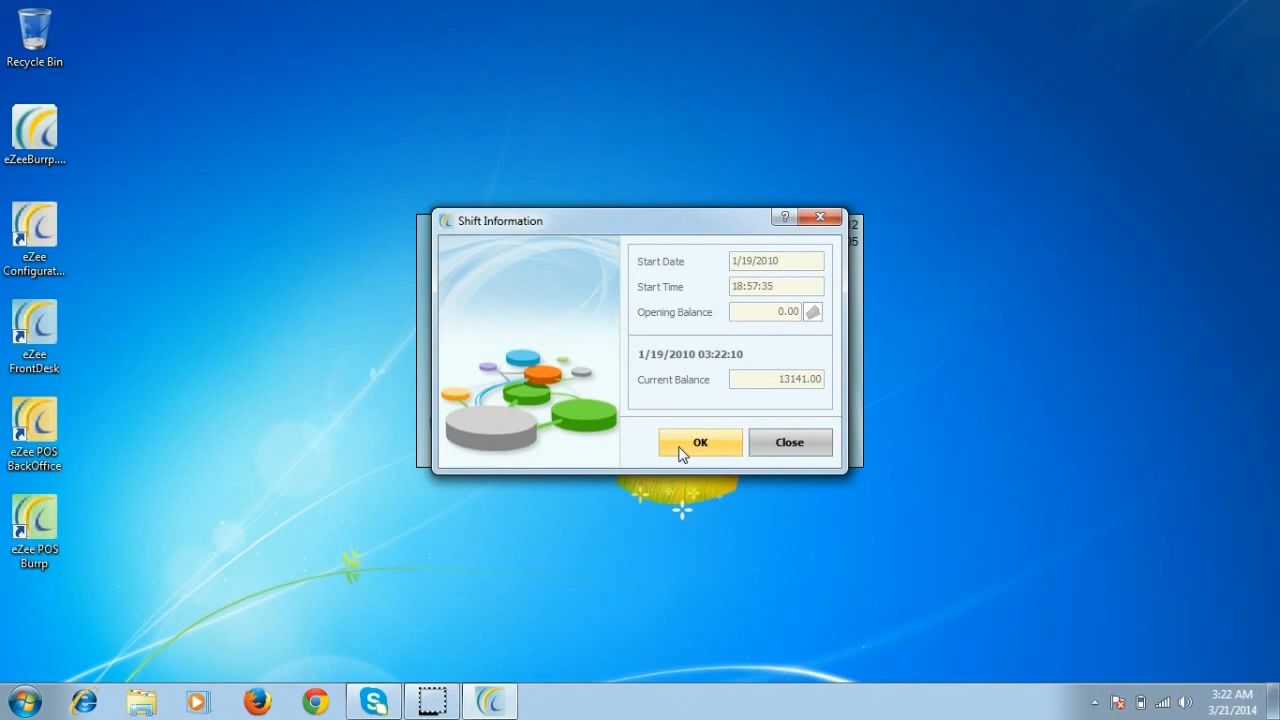 Recycle Bin
eZeeBurrp....
eZee
Configurat...
eZee
FrontDesk
eZee POS
BackOffice
eZee POS
Burrp
Shift Information
?
Start Date 1/19/2010
Start Time 18:57:35
Opening Balance 0.00
1/19/2010 03:22:10
Current Balance 13141.00
OK Close
3:22 AM
3/21/2014